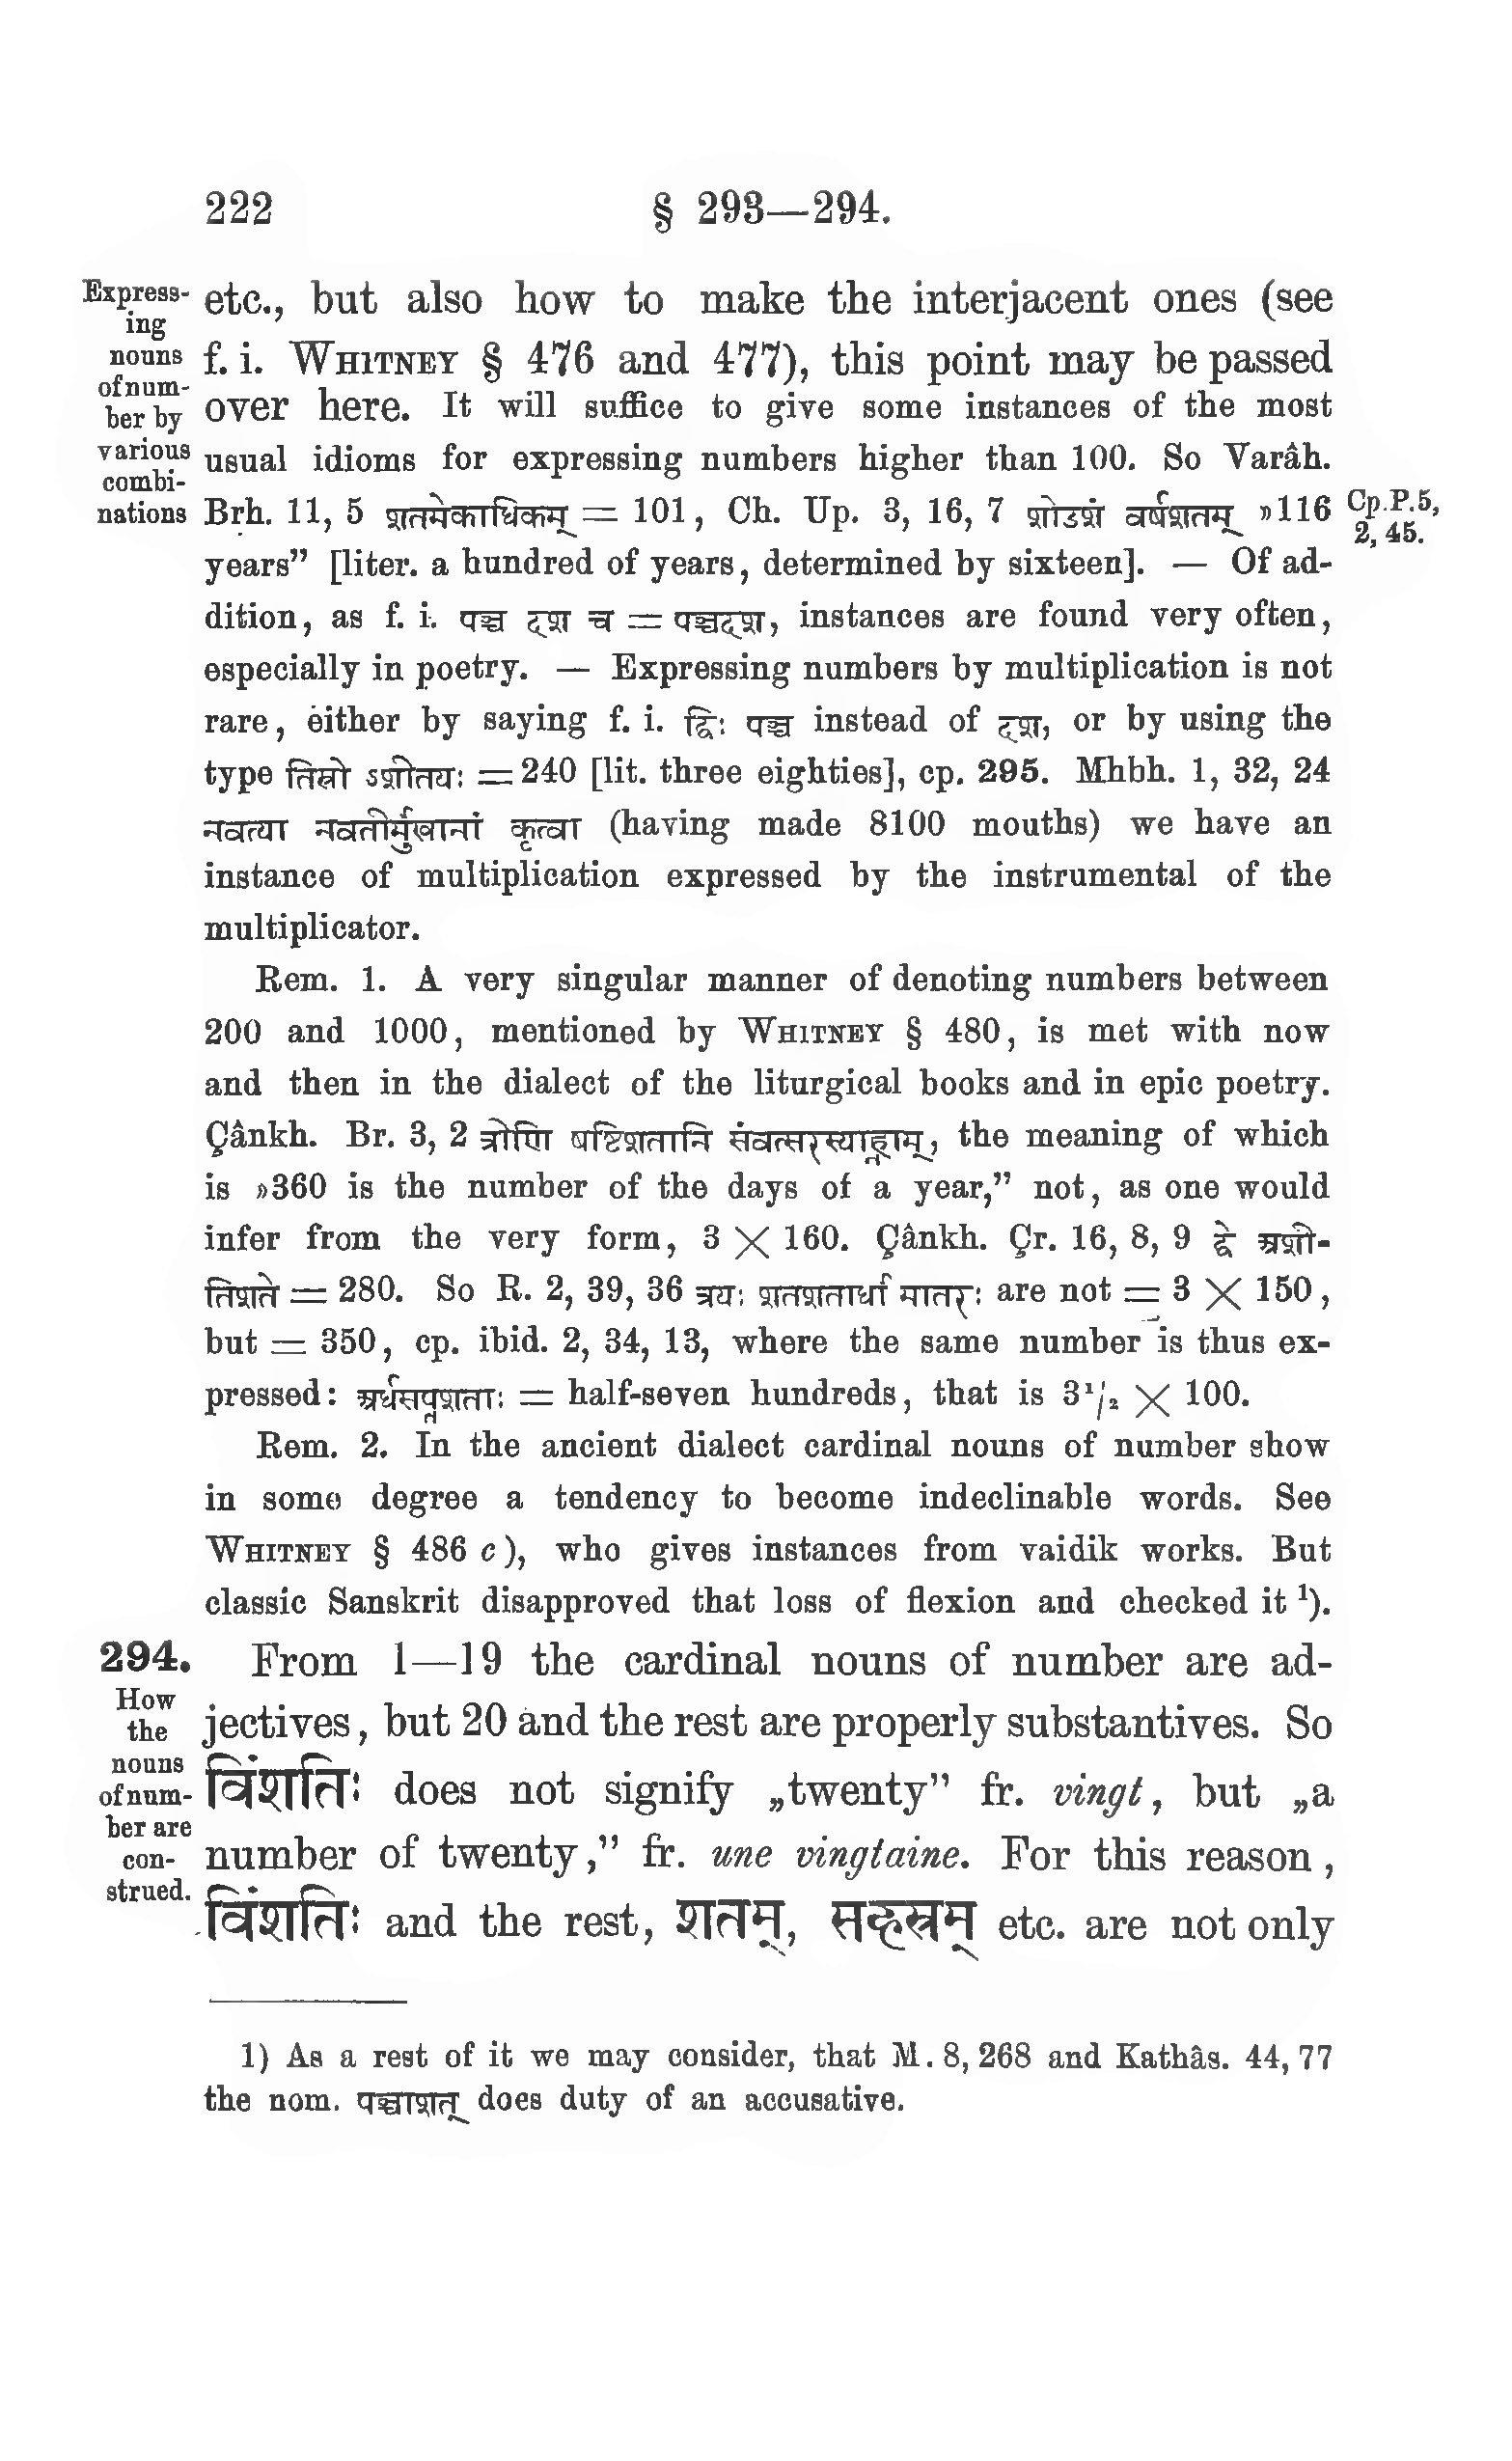 222
§ 293—294.
Express-
ing
nouns
of num-
ber by
various
combi-
nations
etc., but also how to make the interjacent ones (see
f. i. WHITNEY § 476 and 477), this point may be passed
over here. It will suffice to give some instances of the most
usual idioms for expressing numbers higher than 100. So Varâh.
Bṛh. 11, 5 शतमेकाधिकम् = 101, Ch. Up. 3, 16, 7 शोडशं वर्षशतम् »116
Cp. P. 5,
2, 45.
years” [liter. a hundred of years, determined by sixteen]. — Of ad-
dition, as f. i. पञ्च दश च = पञ्चदश, instances are found very often,
especially in poetry. — Expressing numbers by multiplication is not
rare, either by saying f. i. द्विः पञ्च instead of दश, or by using the
type तिस्रो ऽशीतयः = 240 [lit. three eighties], cp. 295. Mhbh. 1, 32, 24
नवत्या नवतीर्मुखानां कृत्वा (having made 8100 mouths) we have an
instance of multiplication expressed by the instrumental of the
multiplicator.
Rem. 1. A very singular manner of denoting numbers between
200 and 1000, mentioned by WHITNEY § 480, is met with now
and then in the dialect of the liturgical books and in epic poetry.
Çânkh. Br. 3, 2 त्रीणि षष्टिशतानि संवत्सरस्याह्नाम्, the meaning of which
is »360 is the number of the days of a year,” not, as one would
infer from the very form, 3 × 160. Çânkh. Çr. 16, 8, 9 द्वे अशी-
तिशते = 280. So R. 2, 39, 36 त्रयः शतशतार्धा मातरः are not = 3 × 150,
but = 350, cp. ibid. 2, 34, 13, where the same number is thus ex-
pressed: अर्धसप्तशताः = half-seven hundreds, that is 3¹/₂ × 100.
Rem. 2. In the ancient dialect cardinal nouns of number show
in some degree a tendency to become indeclinable words. See
WHITNEY § 486 c), who gives instances from vaidik works. But
classic Sanskrit disapproved that loss of flexion and checked it ¹).
294.
How
the
nouns
of num-
ber are
con-
strued.
From 1—19 the cardinal nouns of number are ad-
jectives, but 20 and the rest are properly substantives. So
विंशतिः does not signify „twenty” fr. vingt, but „a
number of twenty,” fr. une vingtaine. For this reason,
विंशतिः and the rest, शतम्, सहस्रम् etc. are not only
1) As a rest of it we may consider, that M. 8, 268 and Kathâs. 44, 77
the nom. पञ्चाशत् does duty of an accusative.